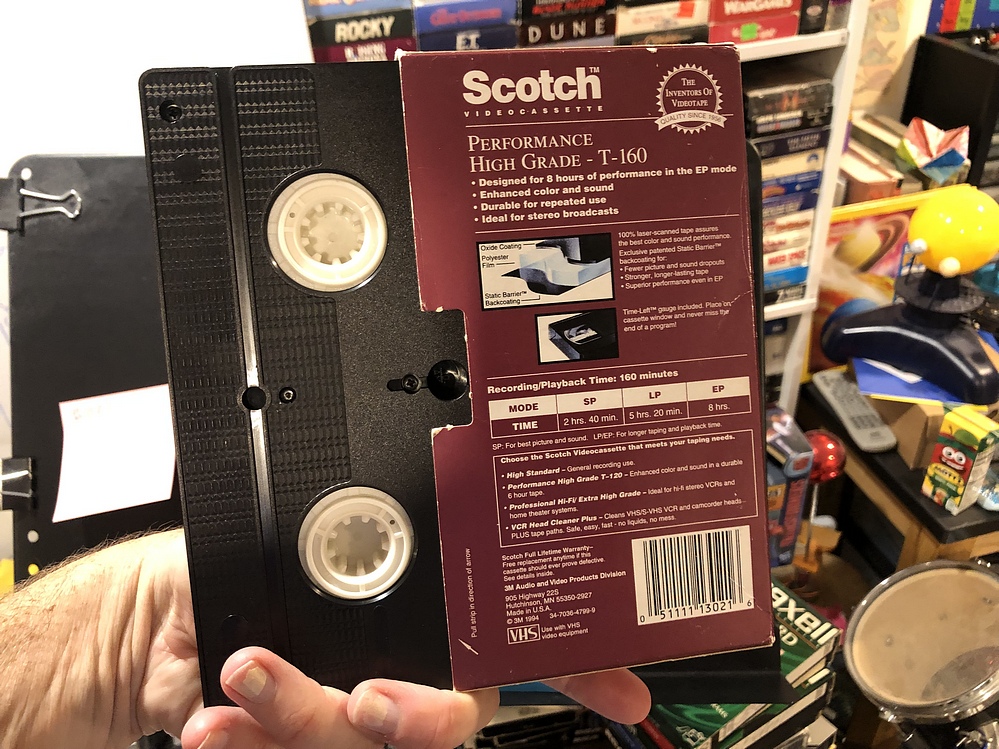 ROCKY
DUNE
WARGAMES
Scotch™
VIDEOCASSETTE
THE
INVENTORS OF
VIDEOTAPE
QUALITY SINCE 1956
PERFORMANCE
HIGH GRADE - T-160
• Designed for 8 hours of performance in the EP mode
• Enhanced color and sound
• Durable for repeated use
• Ideal for stereo broadcasts
Oxide Coating
Polyester
Film
Static Barrier™
Backcoating
100% laser-scanned tape assures
the best color and sound performance.
Exclusive patented Static Barrier™
backcoating for:
• Fewer picture and sound dropouts
• Stronger, longer-lasting tape
• Superior performance even in EP
Time-Left™ gauge included. Place on
cassette window and never miss the
end of a program!
Recording/Playback Time: 160 minutes
MODE SP LP EP
TIME 2 hrs. 40 min. 5 hrs. 20 min. 8 hrs.
SP: For best picture and sound. LP/EP: For longer taping and playback time.
Choose the Scotch Videocassette that meets your taping needs.
• High Standard – General recording use.
• Performance High Grade T-120 – Enhanced color and sound in a durable
6 hour tape.
• Professional Hi-Fi/ Extra High Grade – Ideal for hi-fi stereo VCRs and
home theater systems.
• VCR Head Cleaner Plus – Cleans VHS/S-VHS VCR and camcorder heads–
PLUS tape paths. Safe, easy, fast - no liquids, no mess.
Pull strip in direction of arrow
Scotch Full Lifetime Warranty–
Free replacement anytime if this
cassette should ever prove defective.
See details inside.
3M Audio and Video Products Division
905 Highway 22S
Hutchinson, MN 55350-2927
Made in U.S.A.
© 3M 1994 34-7036-4799-9
VHS Use with VHS
video equipment
0 51111 13021 6
maxell